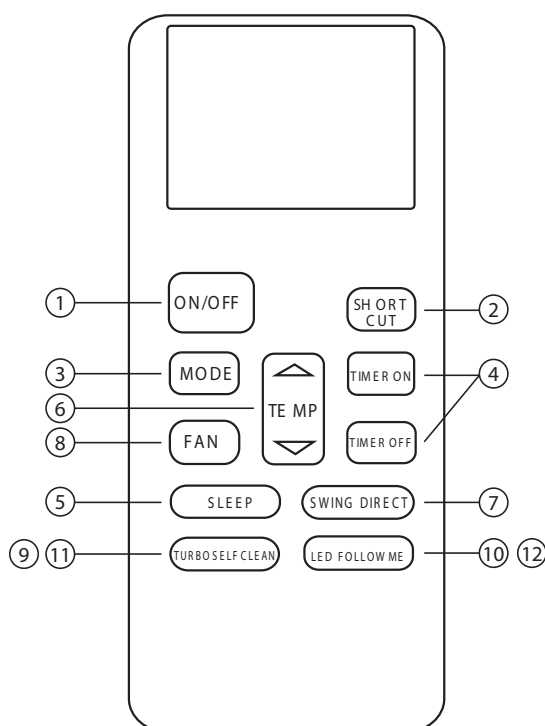 1
ON/OFF
SHORT
CUT
2
3
MODE
TIMER ON
4
6
TEMP
8
FAN
TIMER OFF
5
SLEEP
SWING DIRECT
7
9 11
TURBO SELF CLEAN
LED FOLLOW ME
10 12